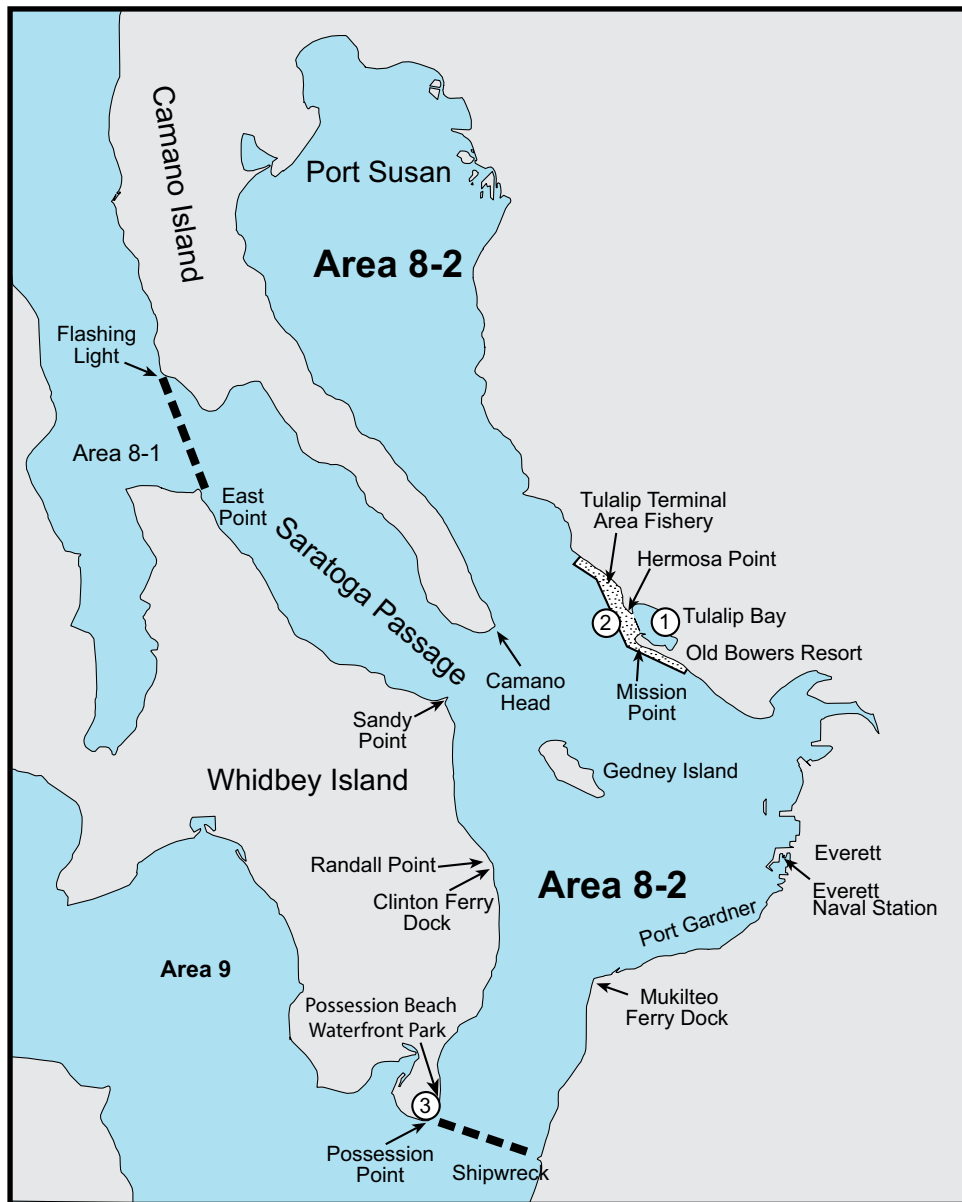 Camano Island
Port Susan
Area 8-2
Flashing
Light
Area 8-1
East
Point
Saratoga Passage
Tulalip Terminal
Area Fishery
Hermosa Point
1
2
Tulalip Bay
Old Bowers Resort
Camano
Head
Mission
Point
Sandy
Point
Gedney Island
Whidbey Island
Randall Point
Clinton Ferry
Dock
Area 8-2
Everett
Everett
Naval Station
Port Gardner
Area 9
Mukilteo
Ferry Dock
Possession Beach
Waterfront Park
3
Possession
Point
Shipwreck